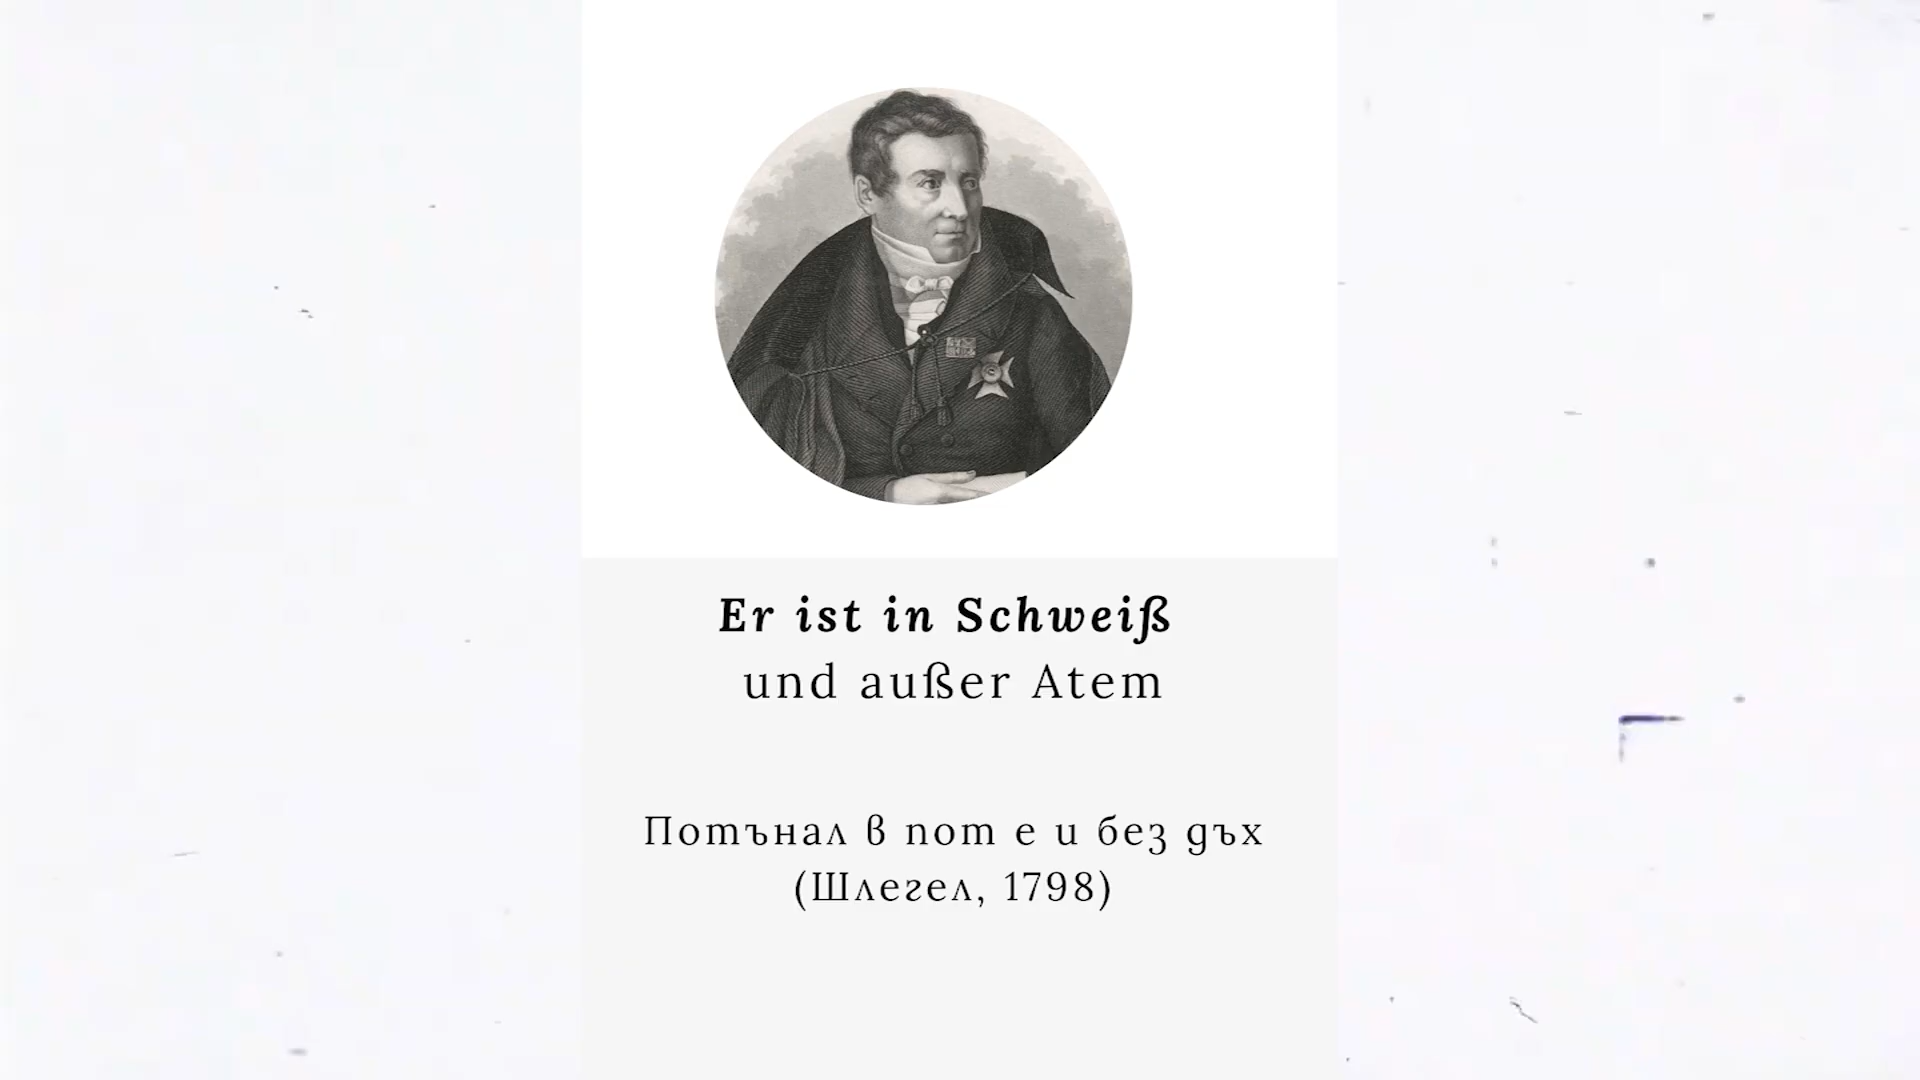 Er ist in Schweiß
und außer Atem
Потънал в пот е и без дъх
(Шлегел, 1798)